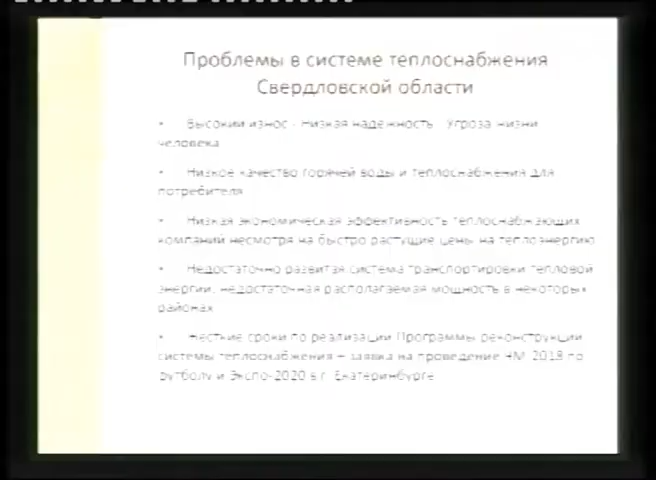 Проблемы в системе теплоснабжения
Свердловской области
• Высокий износ - Низкая надежность - Угроза жизни
человека
• Низкое качество горячей воды и теплоснабжения для
потребителя
• Низкая экономическая эффективность теплоснабжающих
компаний несмотря на быстро растущие цены на теплоэнергию
• Недостаточно развитая система транспортировки тепловой
энергии, недостаточная располагаемая мощность в некоторых
районах
• Жесткие сроки по реализации Программы реконструкции
системы теплоснабжения – заявка на проведение ЧМ 2018 по
футболу и Экспо-2020 в г. Екатеринбурге